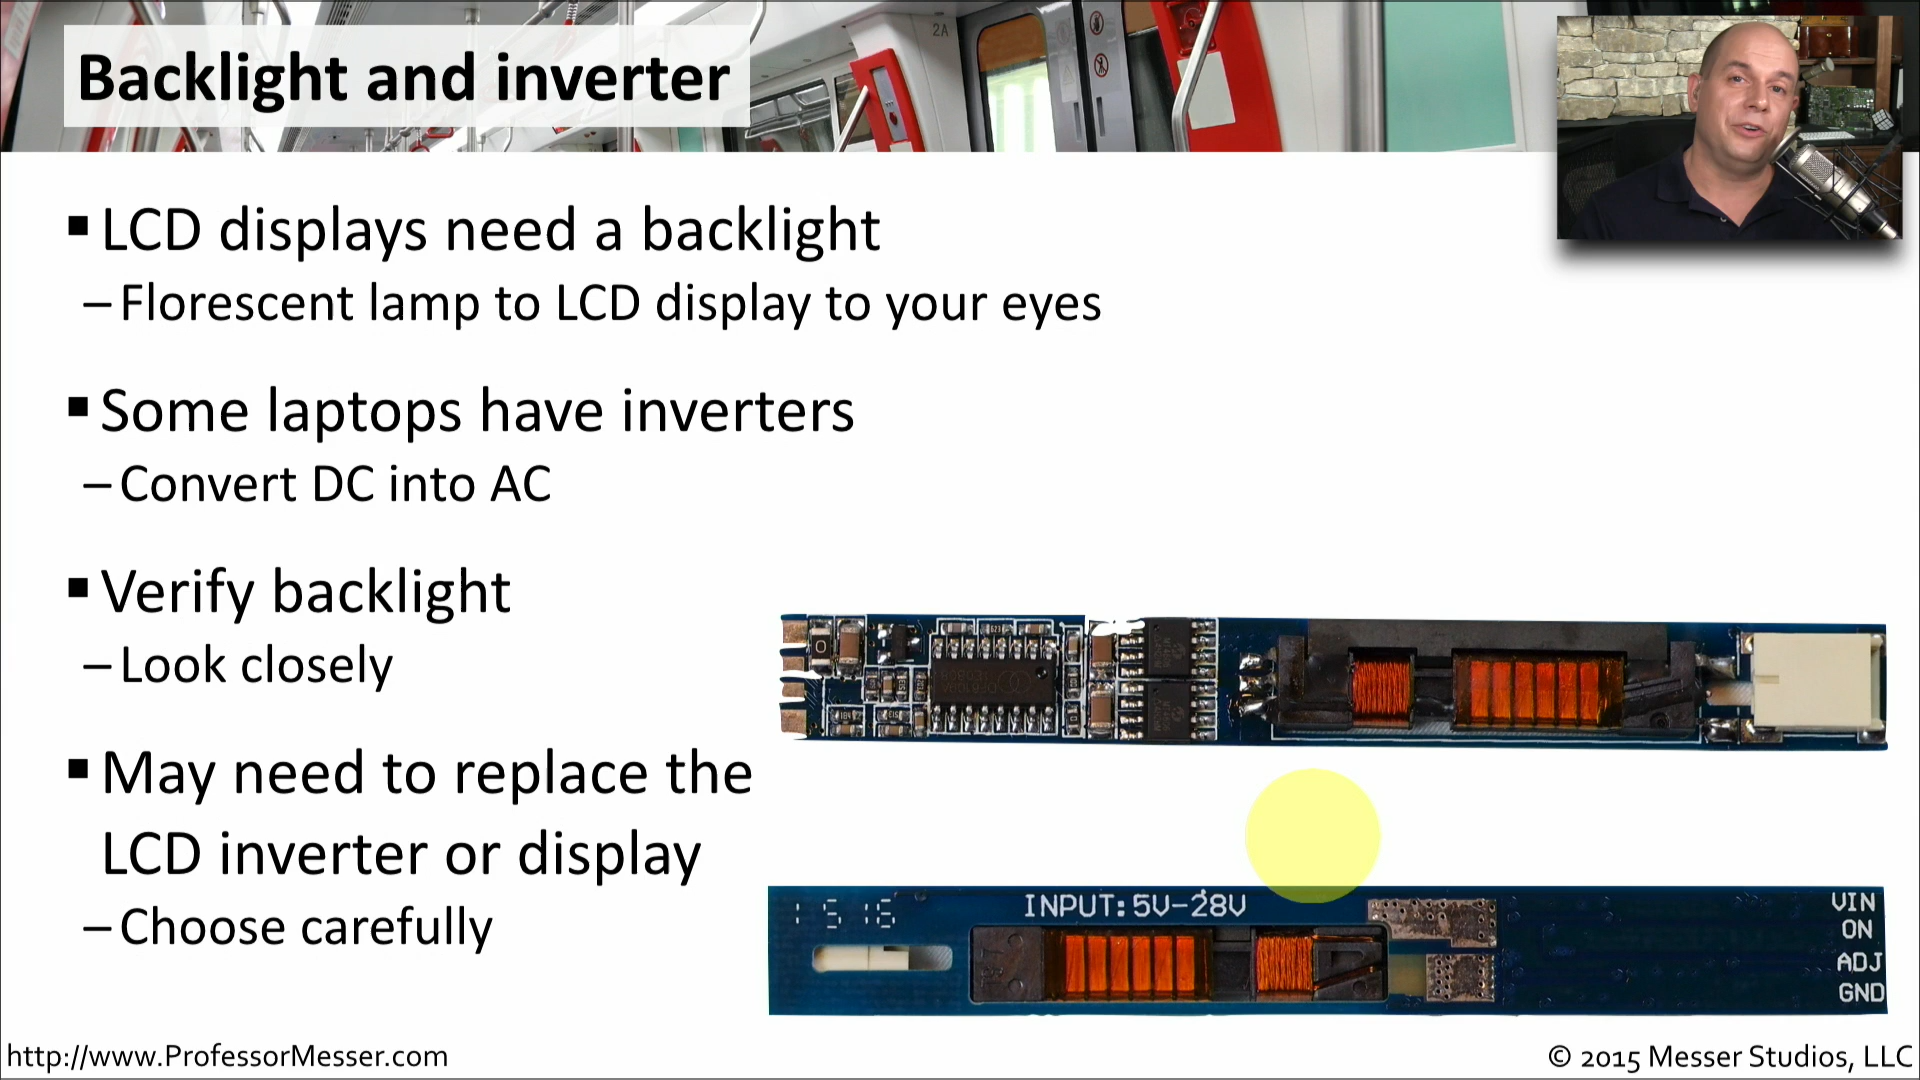 2A
Backlight and inverter
▪ LCD displays need a backlight
– Florescent lamp to LCD display to your eyes
▪ Some laptops have inverters
– Convert DC into AC
▪ Verify backlight
– Look closely
▪ May need to replace the
LCD inverter or display
– Choose carefully
INPUT:5V-28V
VIN
ON
ADJ
GND
http://www.ProfessorMesser.com
© 2015 Messer Studios, LLC